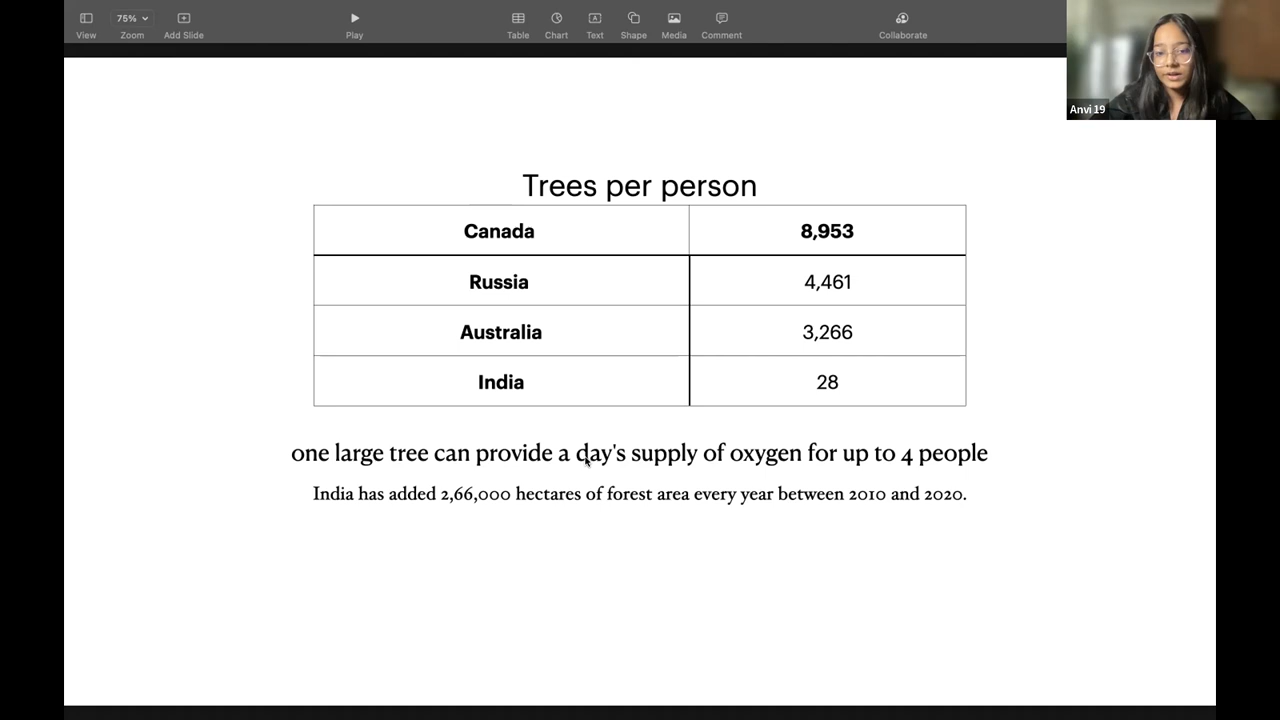 View
75%
Zoom
Add Slide
Play
Table
Chart
Text
Shape
Media
Comment
Collaborate
Anvi 19
Trees per person
Canada 8,953
Russia 4,461
Australia 3,266
India 28
one large tree can provide a day's supply of oxygen for up to 4 people
India has added 2,66,000 hectares of forest area every year between 2010 and 2020.